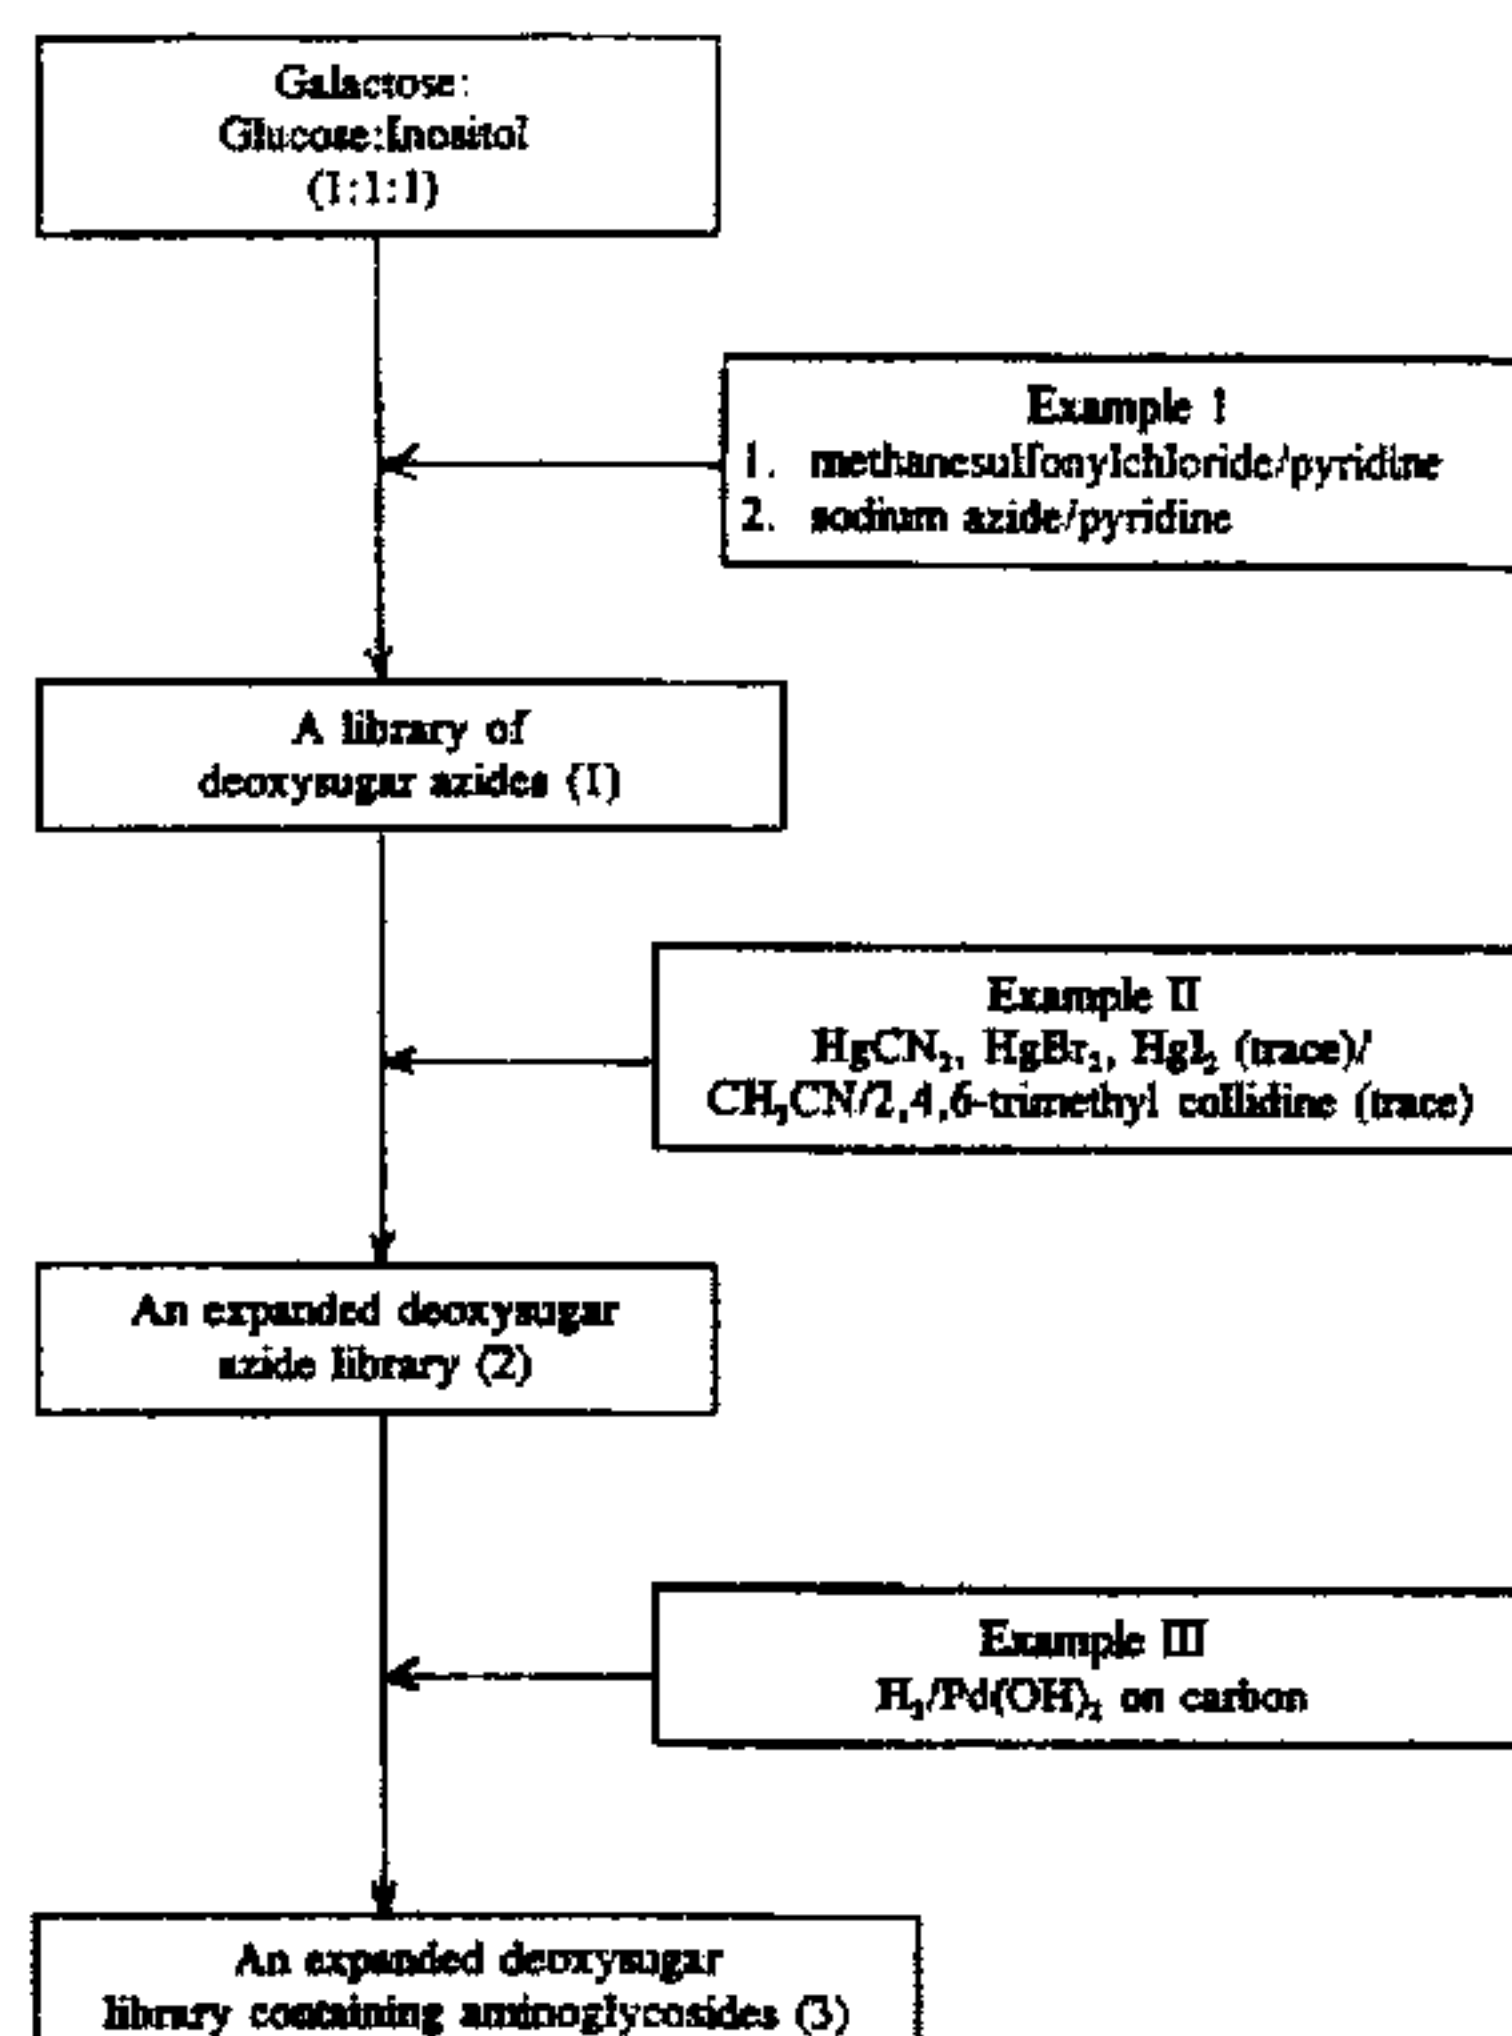 Galactose:
Glucose:Inositol
(1:1:1)
Example I
1. methanesulfonylchloride/pyridine
2. sodium azide/pyridine
A library of
deoxysugar azides (1)
Example II
HgCN₂, HgBr₂, HgI₂ (trace)/
CH₃CN/2,4,6-trimethyl collidine (trace)
An expanded deoxysugar
azide library (2)
Example III
H₂/Pd(OH)₂ on carbon
An expanded deoxysugar
library containing aminoglycosides (3)